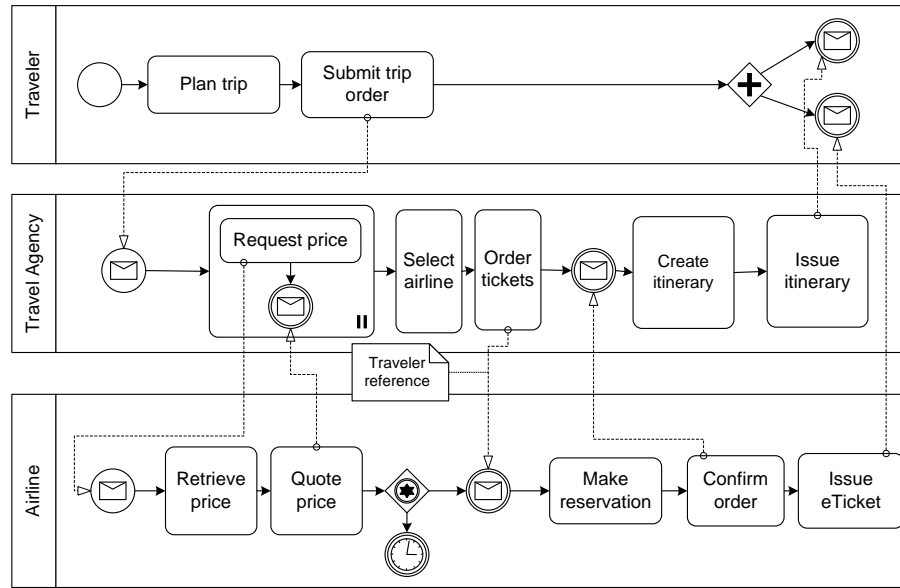 Traveler
Plan trip
Submit trip
order
Travel Agency
Request price
Select
airline
Order
tickets
Create
itinerary
Issue
itinerary
Traveler
reference
Airline
Retrieve
price
Quote
price
Make
reservation
Confirm
order
Issue
eTicket